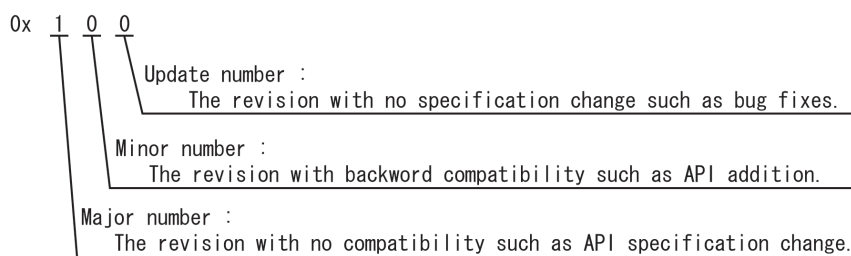 0x 1 0 0
Update number :
The revision with no specification change such as bug fixes.
Minor number :
The revision with backword compatibility such as API addition.
Major number :
The revision with no compatibility such as API specification change.